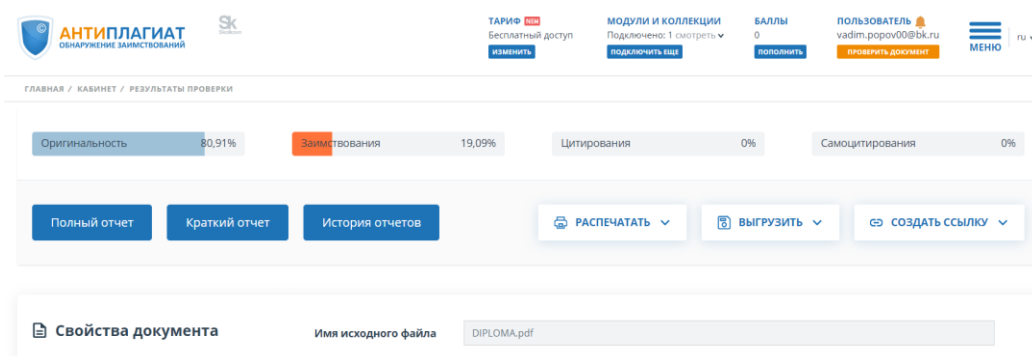 © АНТИПЛАГИАТ
ОБНАРУЖЕНИЕ ЗАИМСТВОВАНИЙ
Sk
ТАРИФ NEW
Бесплатный доступ
ИЗМЕНИТЬ
МОДУЛИ И КОЛЛЕКЦИИ
Подключено: 1 смотреть
ПОДКЛЮЧИТЬ ЕЩЕ
БАЛЛЫ
0
ПОПОЛНИТЬ
ПОЛЬЗОВАТЕЛЬ
vadim.popov00@bk.ru
ПРОВЕРИТЬ ДОКУМЕНТ
МЕНЮ
ru
ГЛАВНАЯ / КАБИНЕТ / РЕЗУЛЬТАТЫ ПРОВЕРКИ
Оригинальность 80,91%
Заимствования 19,09%
Цитирования 0%
Самоцитирования 0%
Полный отчет
Краткий отчет
История отчетов
РАСПЕЧАТАТЬ
ВЫГРУЗИТЬ
СОЗДАТЬ ССЫЛКУ
Свойства документа
Имя исходного файла
DIPLOMA.pdf